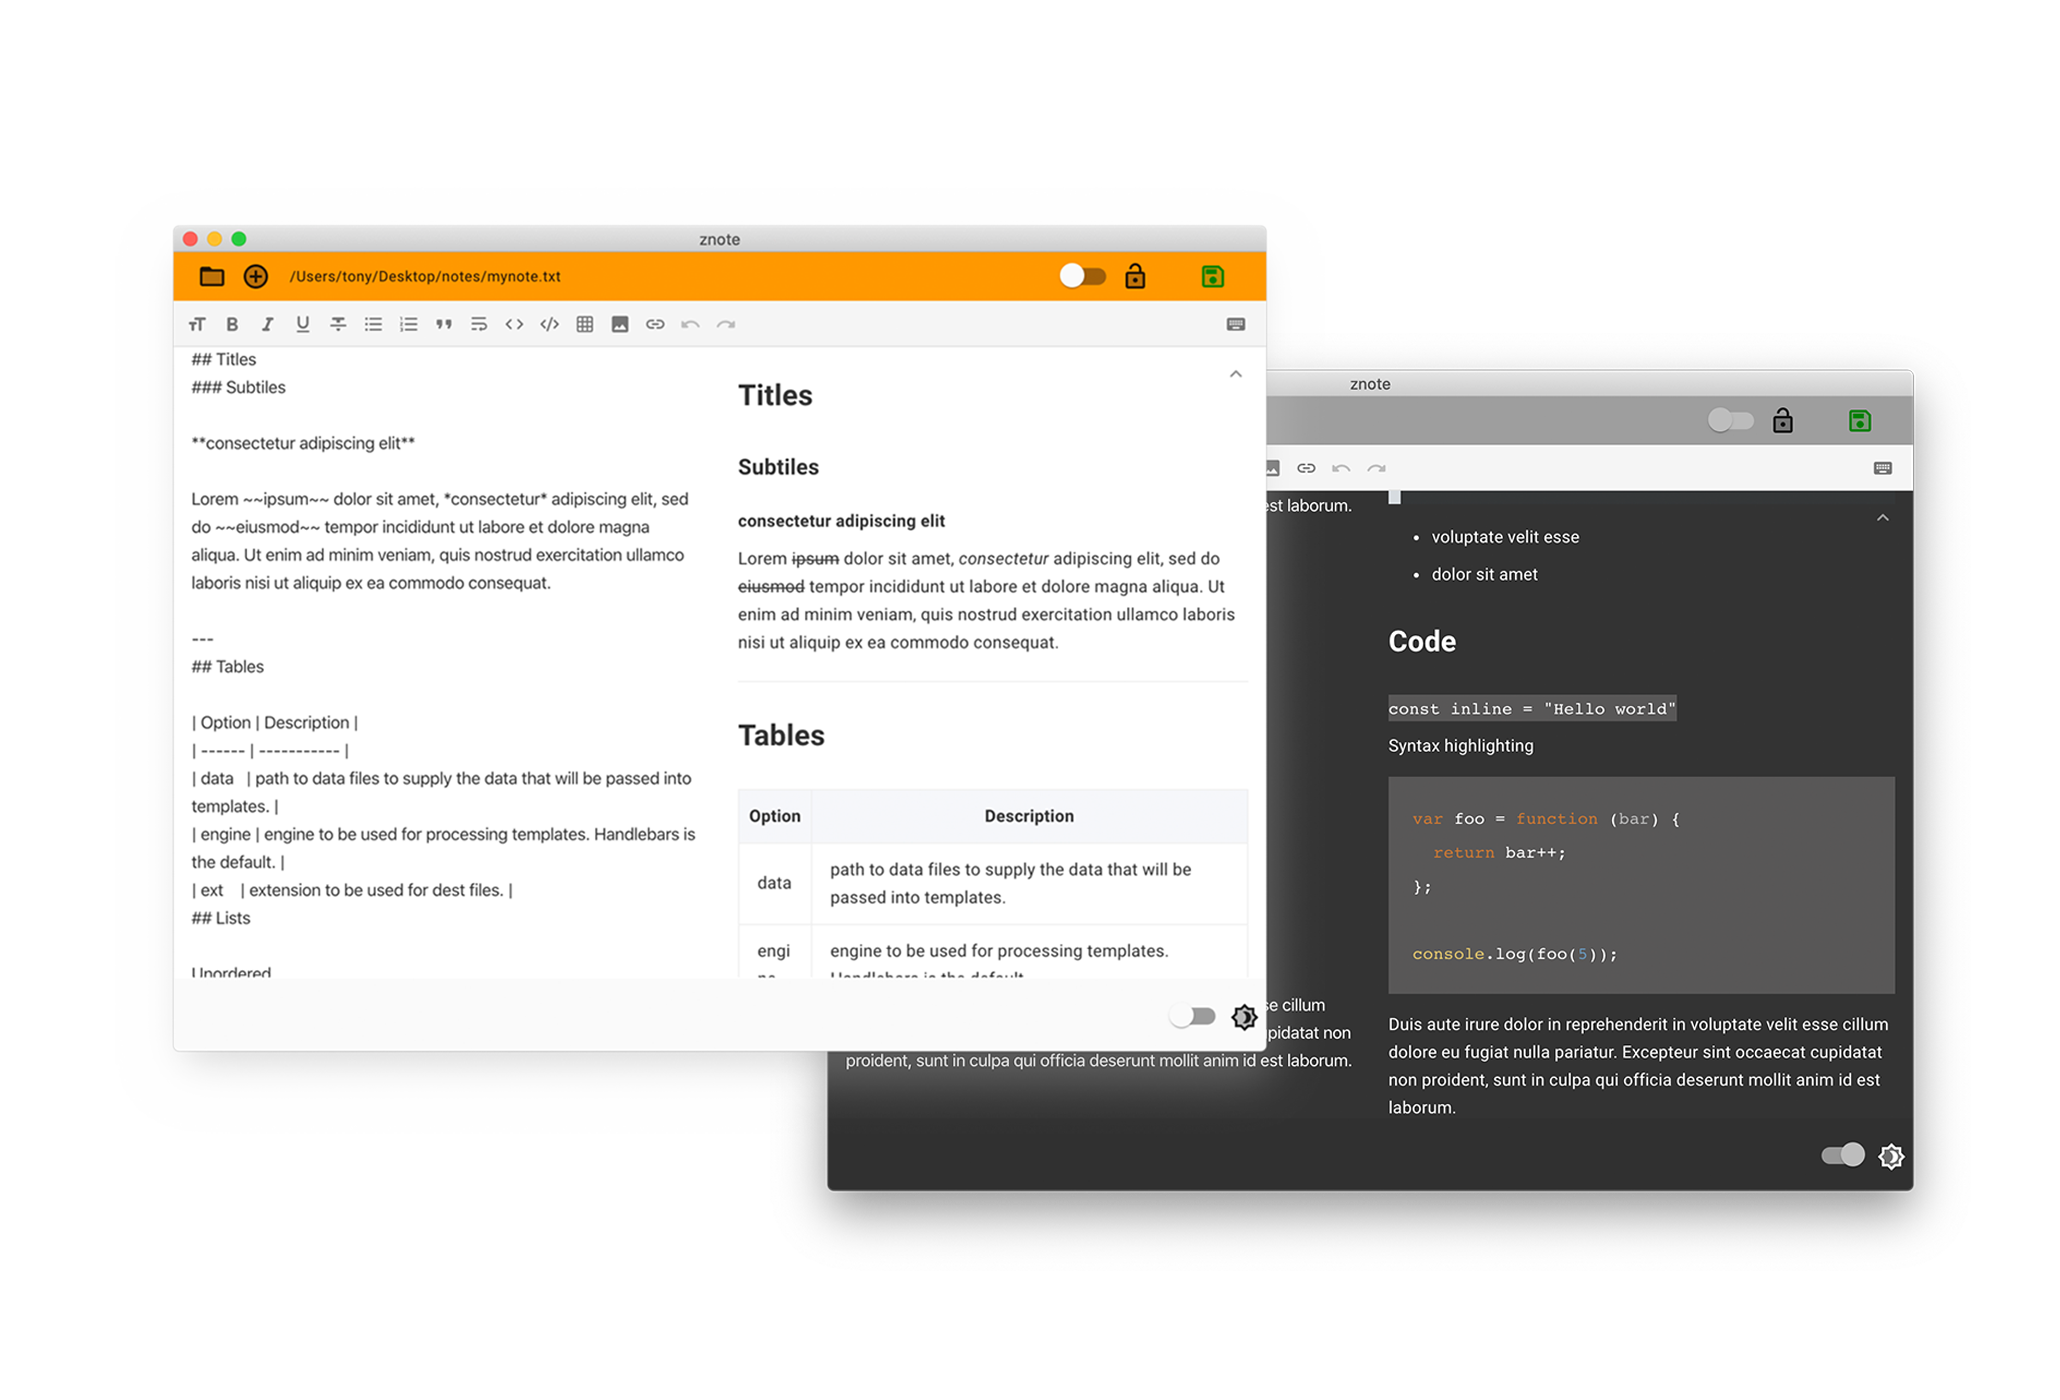 znote
/Users/tony/Desktop/notes/mynote.txt
## Titles
### Subtiles
**consectetur adipiscing elit**
Lorem ~~ipsum~~ dolor sit amet, *consectetur* adipiscing elit, sed
do ~~eiusmod~~ tempor incididunt ut labore et dolore magna
aliqua. Ut enim ad minim veniam, quis nostrud exercitation ullamco
laboris nisi ut aliquip ex ea commodo consequat.
---
## Tables
| Option | Description |
| ------ | ----------- |
| data   | path to data files to supply the data that will be passed into
templates. |
| engine | engine to be used for processing templates. Handlebars is
the default. |
| ext    | extension to be used for dest files. |
## Lists
Unordered
Titles
Subtiles
consectetur adipiscing elit
Lorem ipsum dolor sit amet, consectetur adipiscing elit, sed do
eiusmod tempor incididunt ut labore et dolore magna aliqua. Ut
enim ad minim veniam, quis nostrud exercitation ullamco laboris
nisi ut aliquip ex ea commodo consequat.
Tables
Option Description
data path to data files to supply the data that will be
passed into templates.
engi engine to be used for processing templates.
ne Handlebars is the default.
znote
est laborum.
se cillum
pidatat non
proident, sunt in culpa qui officia deserunt mollit anim id est laborum.
• voluptate velit esse
• dolor sit amet
Code
const inline = "Hello world"
Syntax highlighting
var foo = function (bar) {
  return bar++;
};
console.log(foo(5));
Duis aute irure dolor in reprehenderit in voluptate velit esse cillum
dolore eu fugiat nulla pariatur. Excepteur sint occaecat cupidatat
non proident, sunt in culpa qui officia deserunt mollit anim id est
laborum.